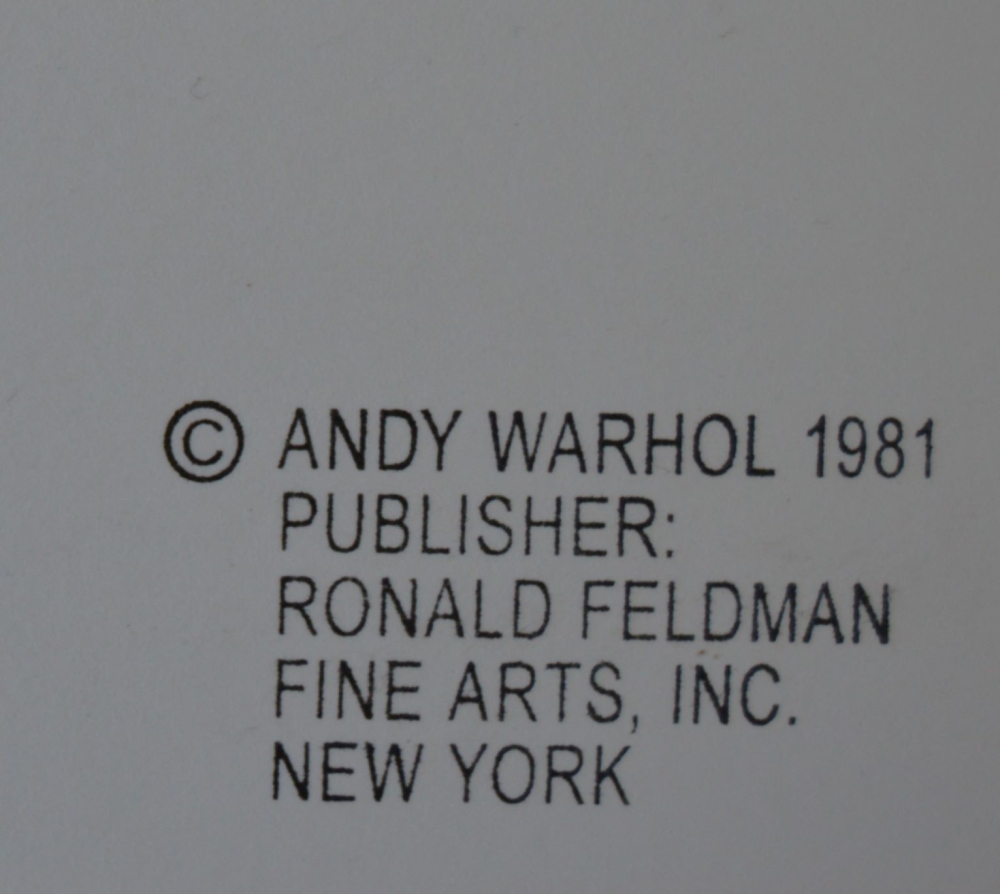 © ANDY WARHOL 1981
PUBLISHER:
RONALD FELDMAN
FINE ARTS, INC.
NEW YORK